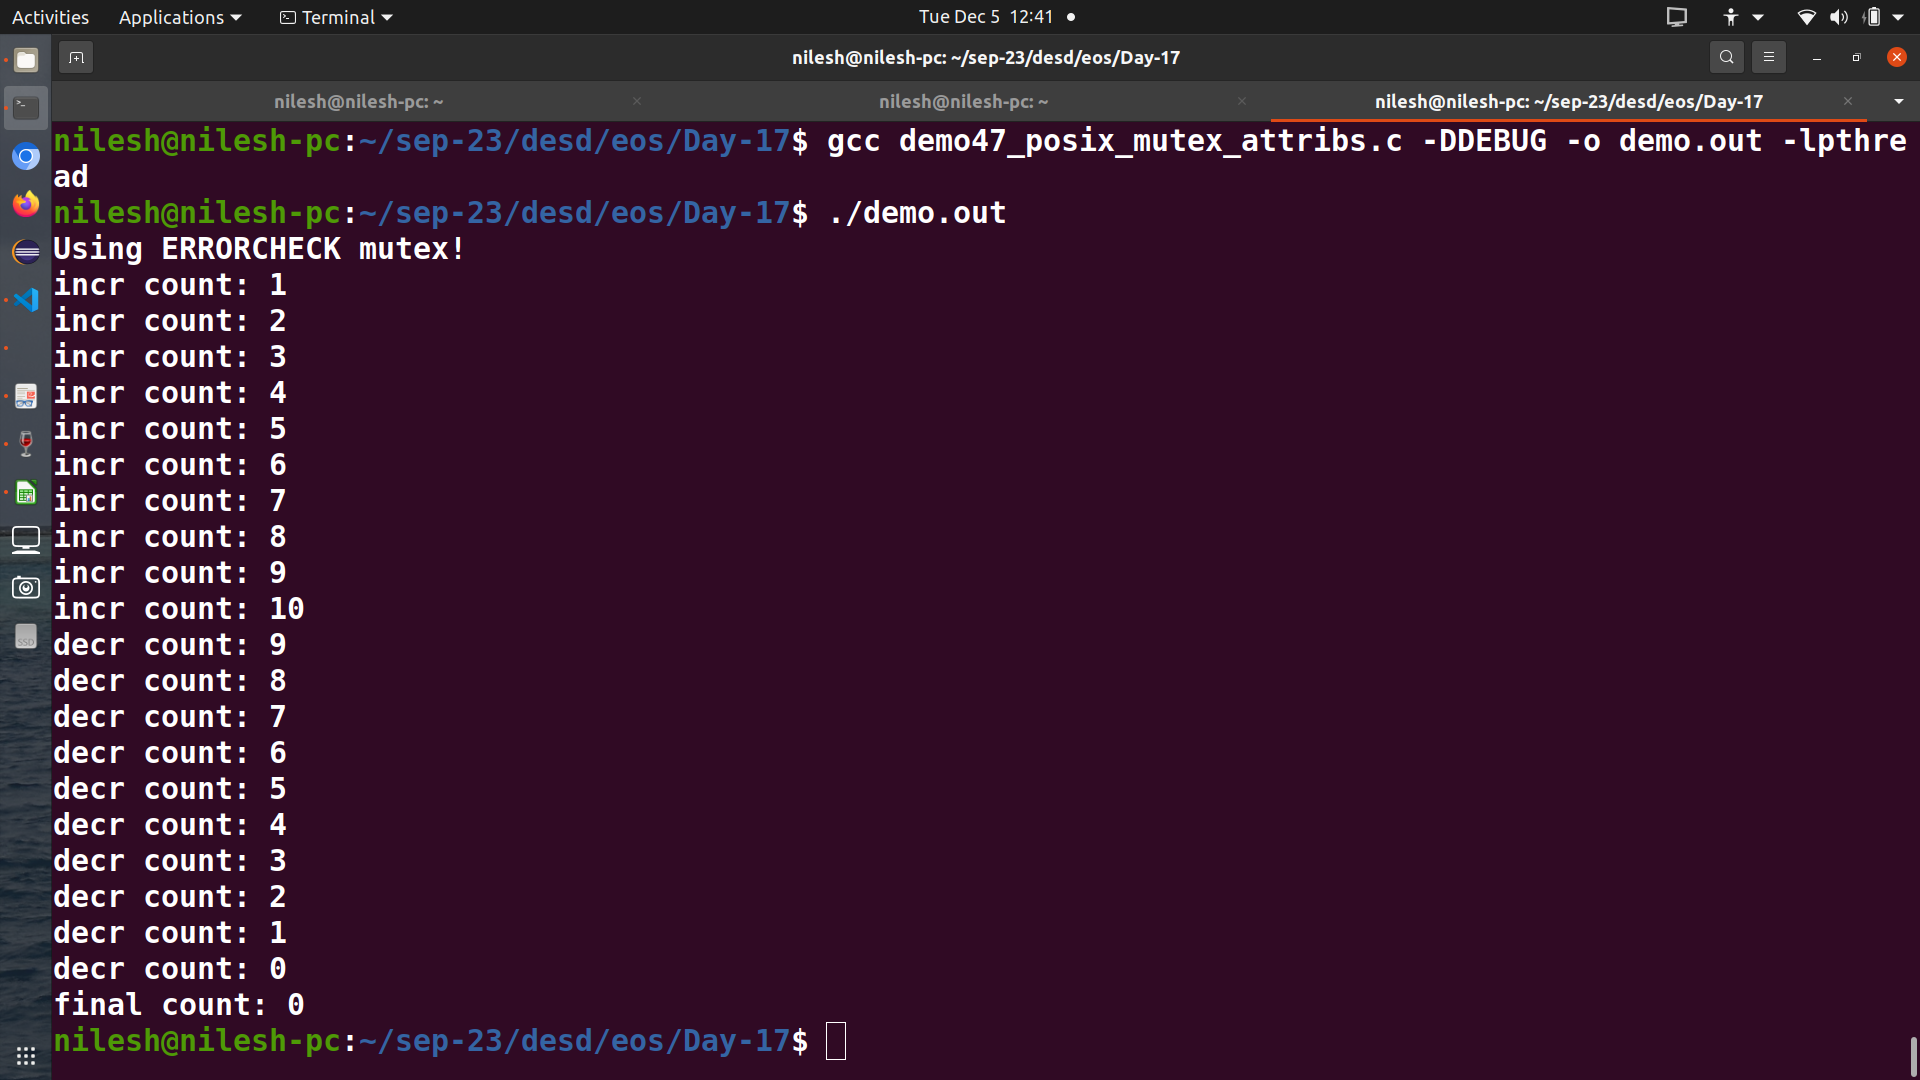 Activities Applications Terminal Tue Dec 5 12:41
nilesh@nilesh-pc: ~/sep-23/desd/eos/Day-17
nilesh@nilesh-pc: ~ nilesh@nilesh-pc: ~ nilesh@nilesh-pc: ~/sep-23/desd/eos/Day-17
nilesh@nilesh-pc:~/sep-23/desd/eos/Day-17$ gcc demo47_posix_mutex_attribs.c -DDEBUG -o demo.out -lpthre
ad
nilesh@nilesh-pc:~/sep-23/desd/eos/Day-17$ ./demo.out
Using ERRORCHECK mutex!
incr count: 1
incr count: 2
incr count: 3
incr count: 4
incr count: 5
incr count: 6
incr count: 7
incr count: 8
incr count: 9
incr count: 10
decr count: 9
decr count: 8
decr count: 7
decr count: 6
decr count: 5
decr count: 4
decr count: 3
decr count: 2
decr count: 1
decr count: 0
final count: 0
nilesh@nilesh-pc:~/sep-23/desd/eos/Day-17$
SSD